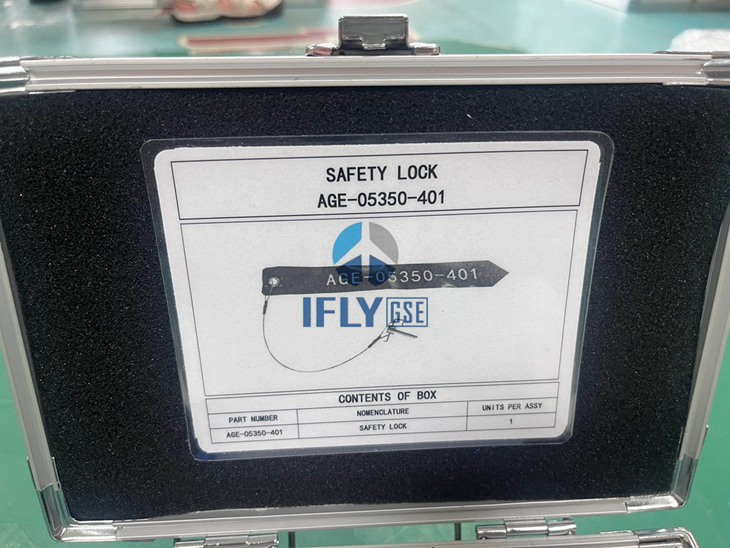 SAFETY LOCK
AGE-05350-401
AGE-05350-401
IFLY GSE
CONTENTS OF BOX
PART NUMBER NOMENCLATURE UNITS PER ASSY
AGE-05350-401 SAFETY LOCK 1